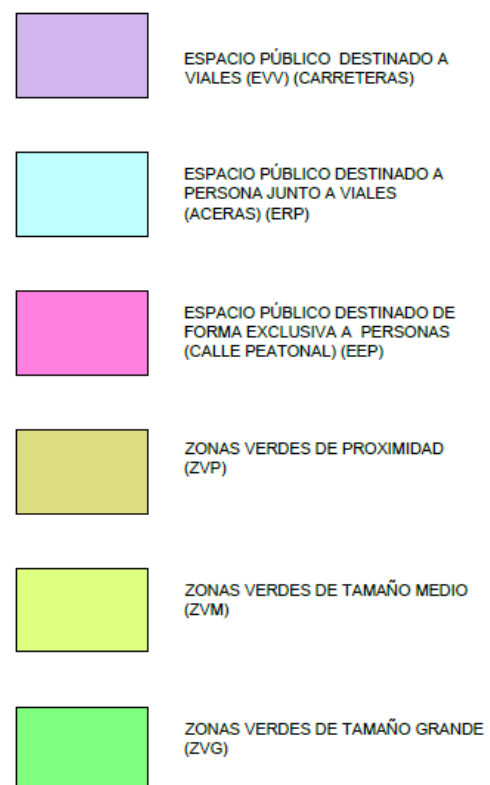 ESPACIO PÚBLICO DESTINADO A
VIALES (EVV) (CARRETERAS)
ESPACIO PÚBLICO DESTINADO A
PERSONA JUNTO A VIALES
(ACERAS) (ERP)
ESPACIO PÚBLICO DESTINADO DE
FORMA EXCLUSIVA A PERSONAS
(CALLE PEATONAL) (EEP)
ZONAS VERDES DE PROXIMIDAD
(ZVP)
ZONAS VERDES DE TAMAÑO MEDIO
(ZVM)
ZONAS VERDES DE TAMAÑO GRANDE
(ZVG)